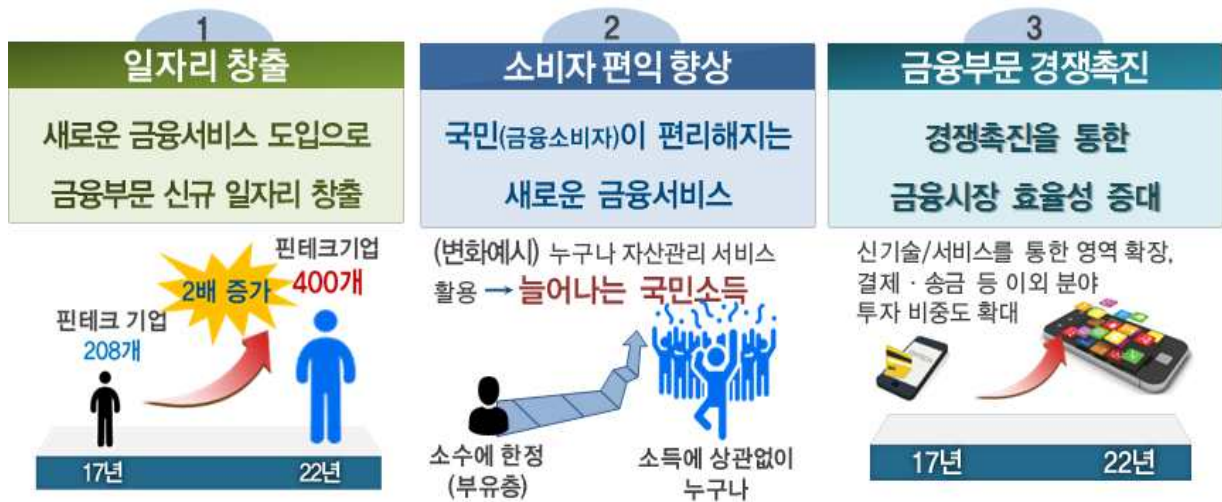 1
일자리 창출
새로운 금융서비스 도입으로
금융부문 신규 일자리 창출
핀테크기업
400개
2배 증가
핀테크 기업
208개
17년
22년
2
소비자 편익 향상
국민(금융소비자)이 편리해지는
새로운 금융서비스
(변화예시) 누구나 자산관리 서비스
활용 → 늘어나는 국민소득
소수에 한정
(부유층)
소득에 상관없이
누구나
3
금융부문 경쟁촉진
경쟁촉진을 통한
금융시장 효율성 증대
신기술/서비스를 통한 영역 확장,
결제 · 송금 등 이외 분야
투자 비중도 확대
17년
22년